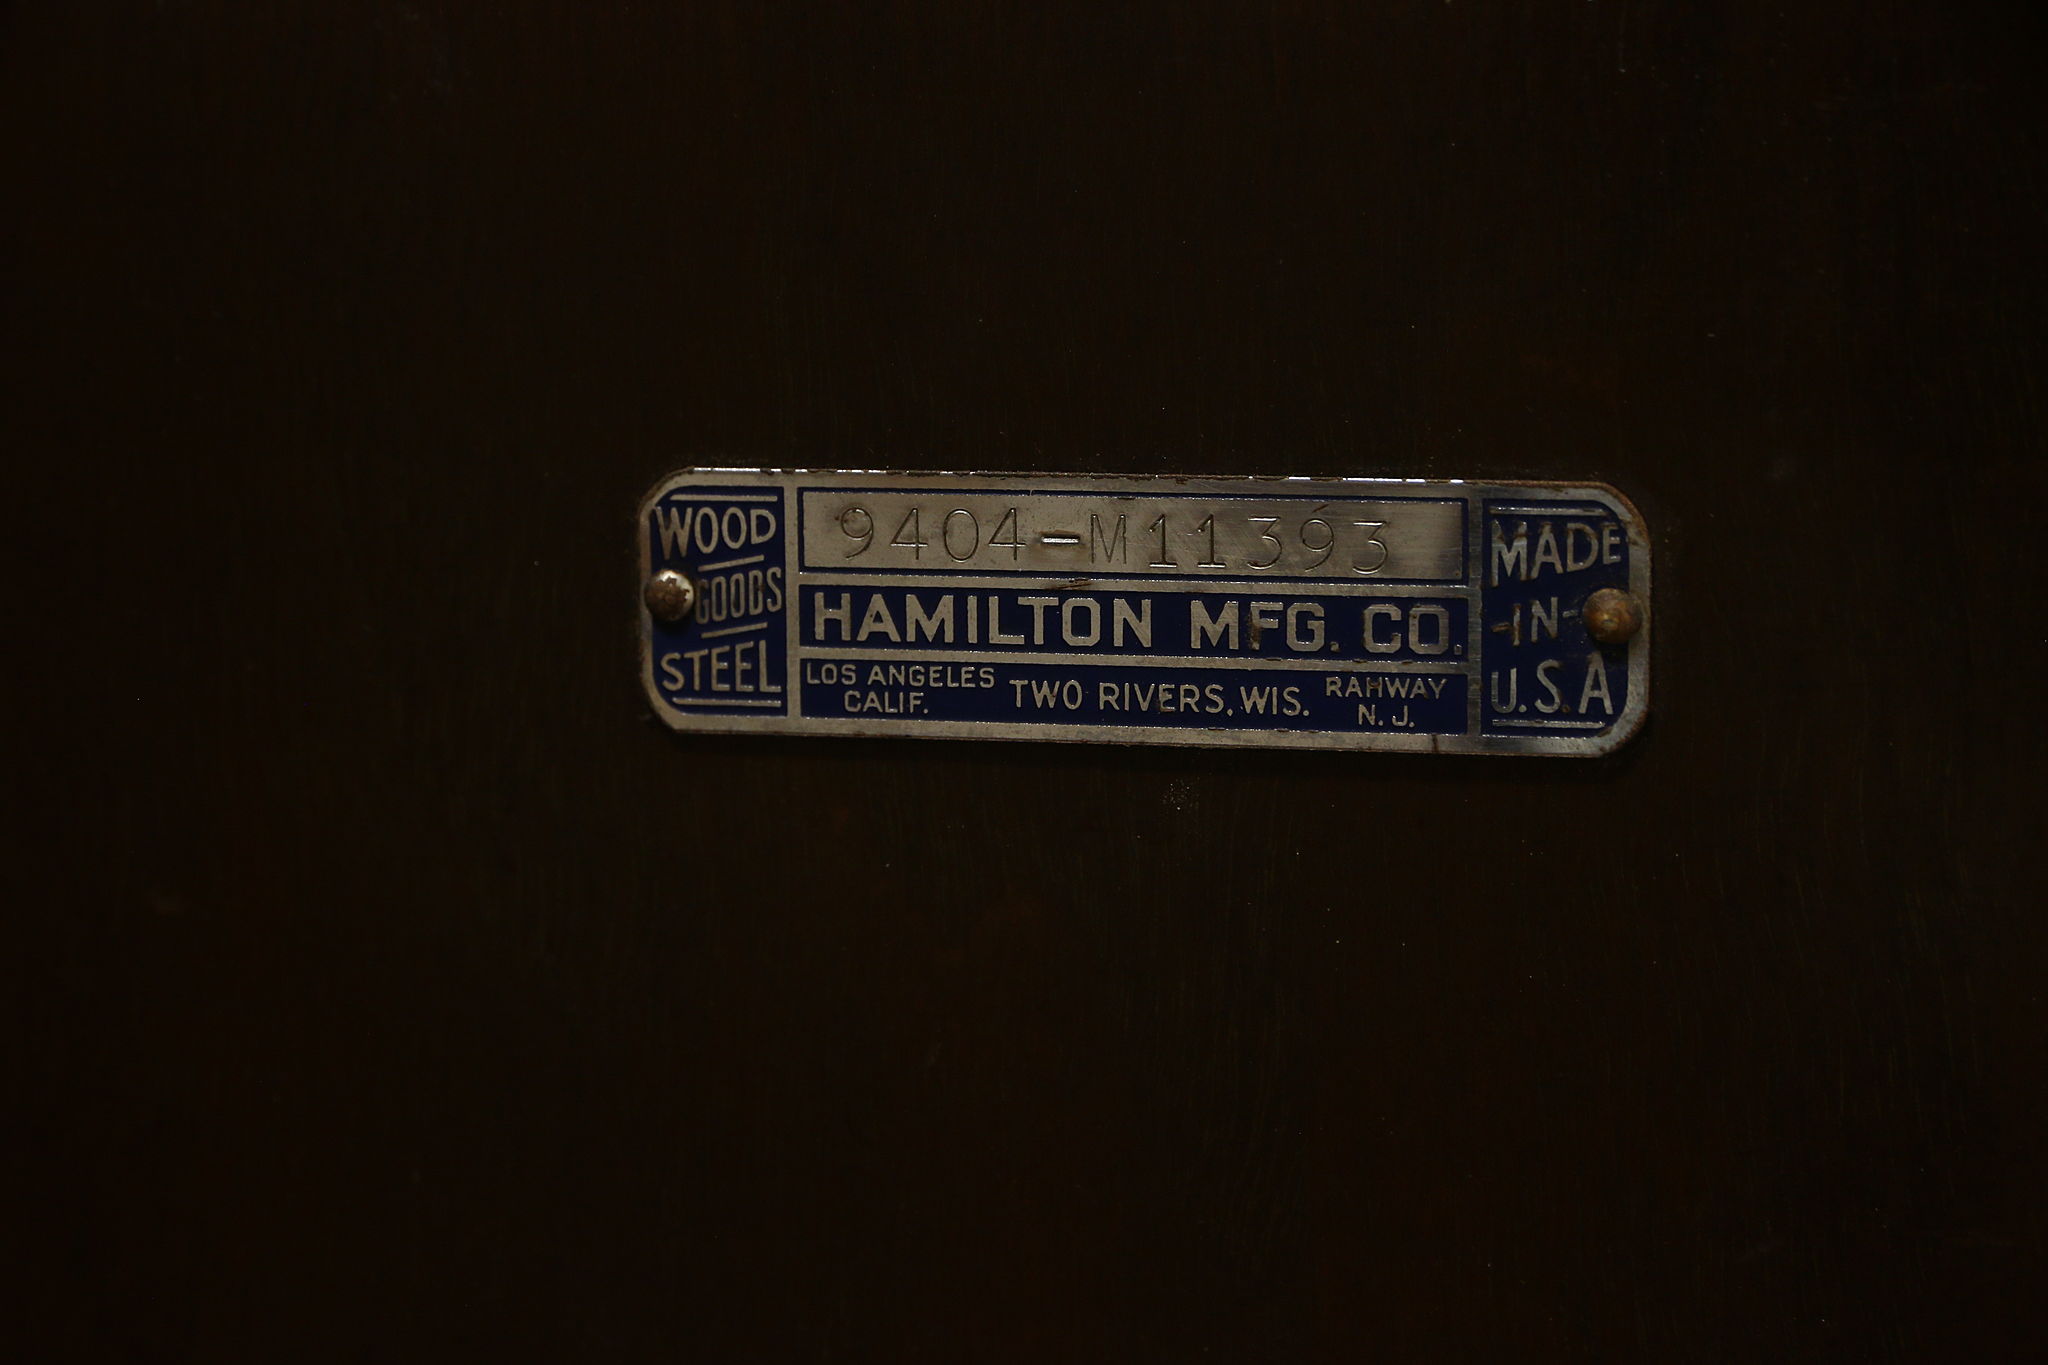 WOOD
GOODS
STEEL
9404-M11393
HAMILTON MFG. CO.
LOS ANGELES
CALIF.
TWO RIVERS, WIS.
RAHWAY
N. J.
MADE
-IN-
U.S.A